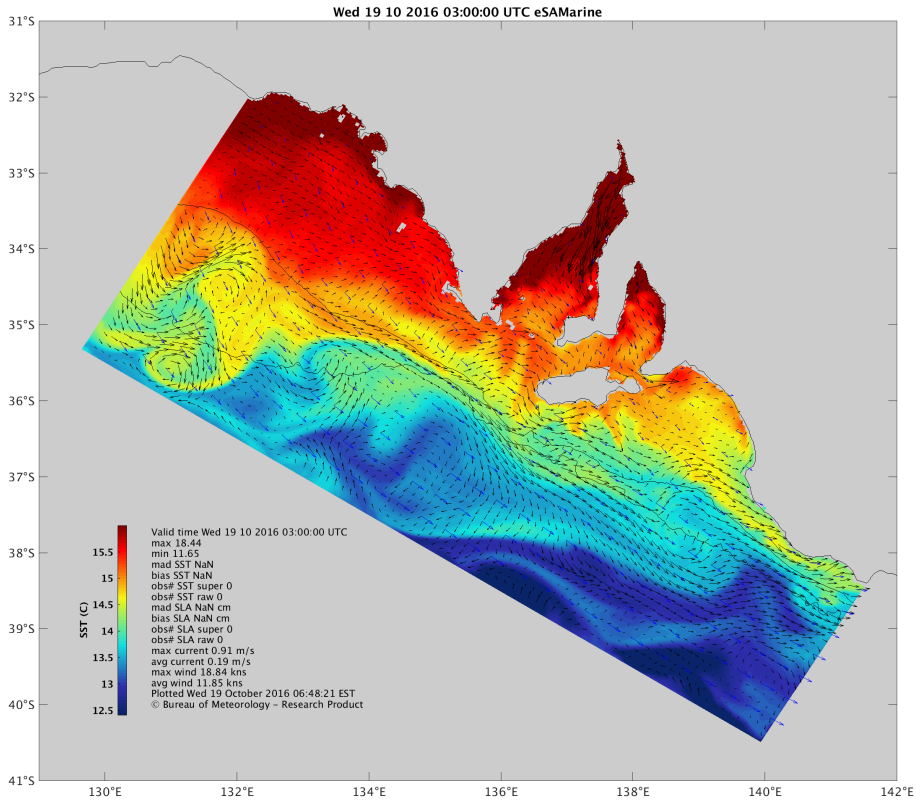 Wed 19 10 2016 03:00:00 UTC eSAMarine
31°S
32°S
33°S
34°S
35°S
36°S
37°S
38°S
39°S
40°S
41°S
SST (C)
15.5
15
14.5
14
13.5
13
12.5
Valid time Wed 19 10 2016 03:00:00 UTC
max 18.44
min 11.65
mad SST NaN
bias SST NaN
obs# SST super 0
obs# SST raw 0
mad SLA NaN cm
bias SLA NaN cm
obs# SLA super 0
obs# SLA raw 0
max current 0.91 m/s
avg current 0.19 m/s
max wind 18.84 kns
avg wind 11.85 kns
Plotted Wed 19 October 2016 06:48:21 EST
© Bureau of Meteorology – Research Product
130°E 132°E 134°E 136°E 138°E 140°E 142°E